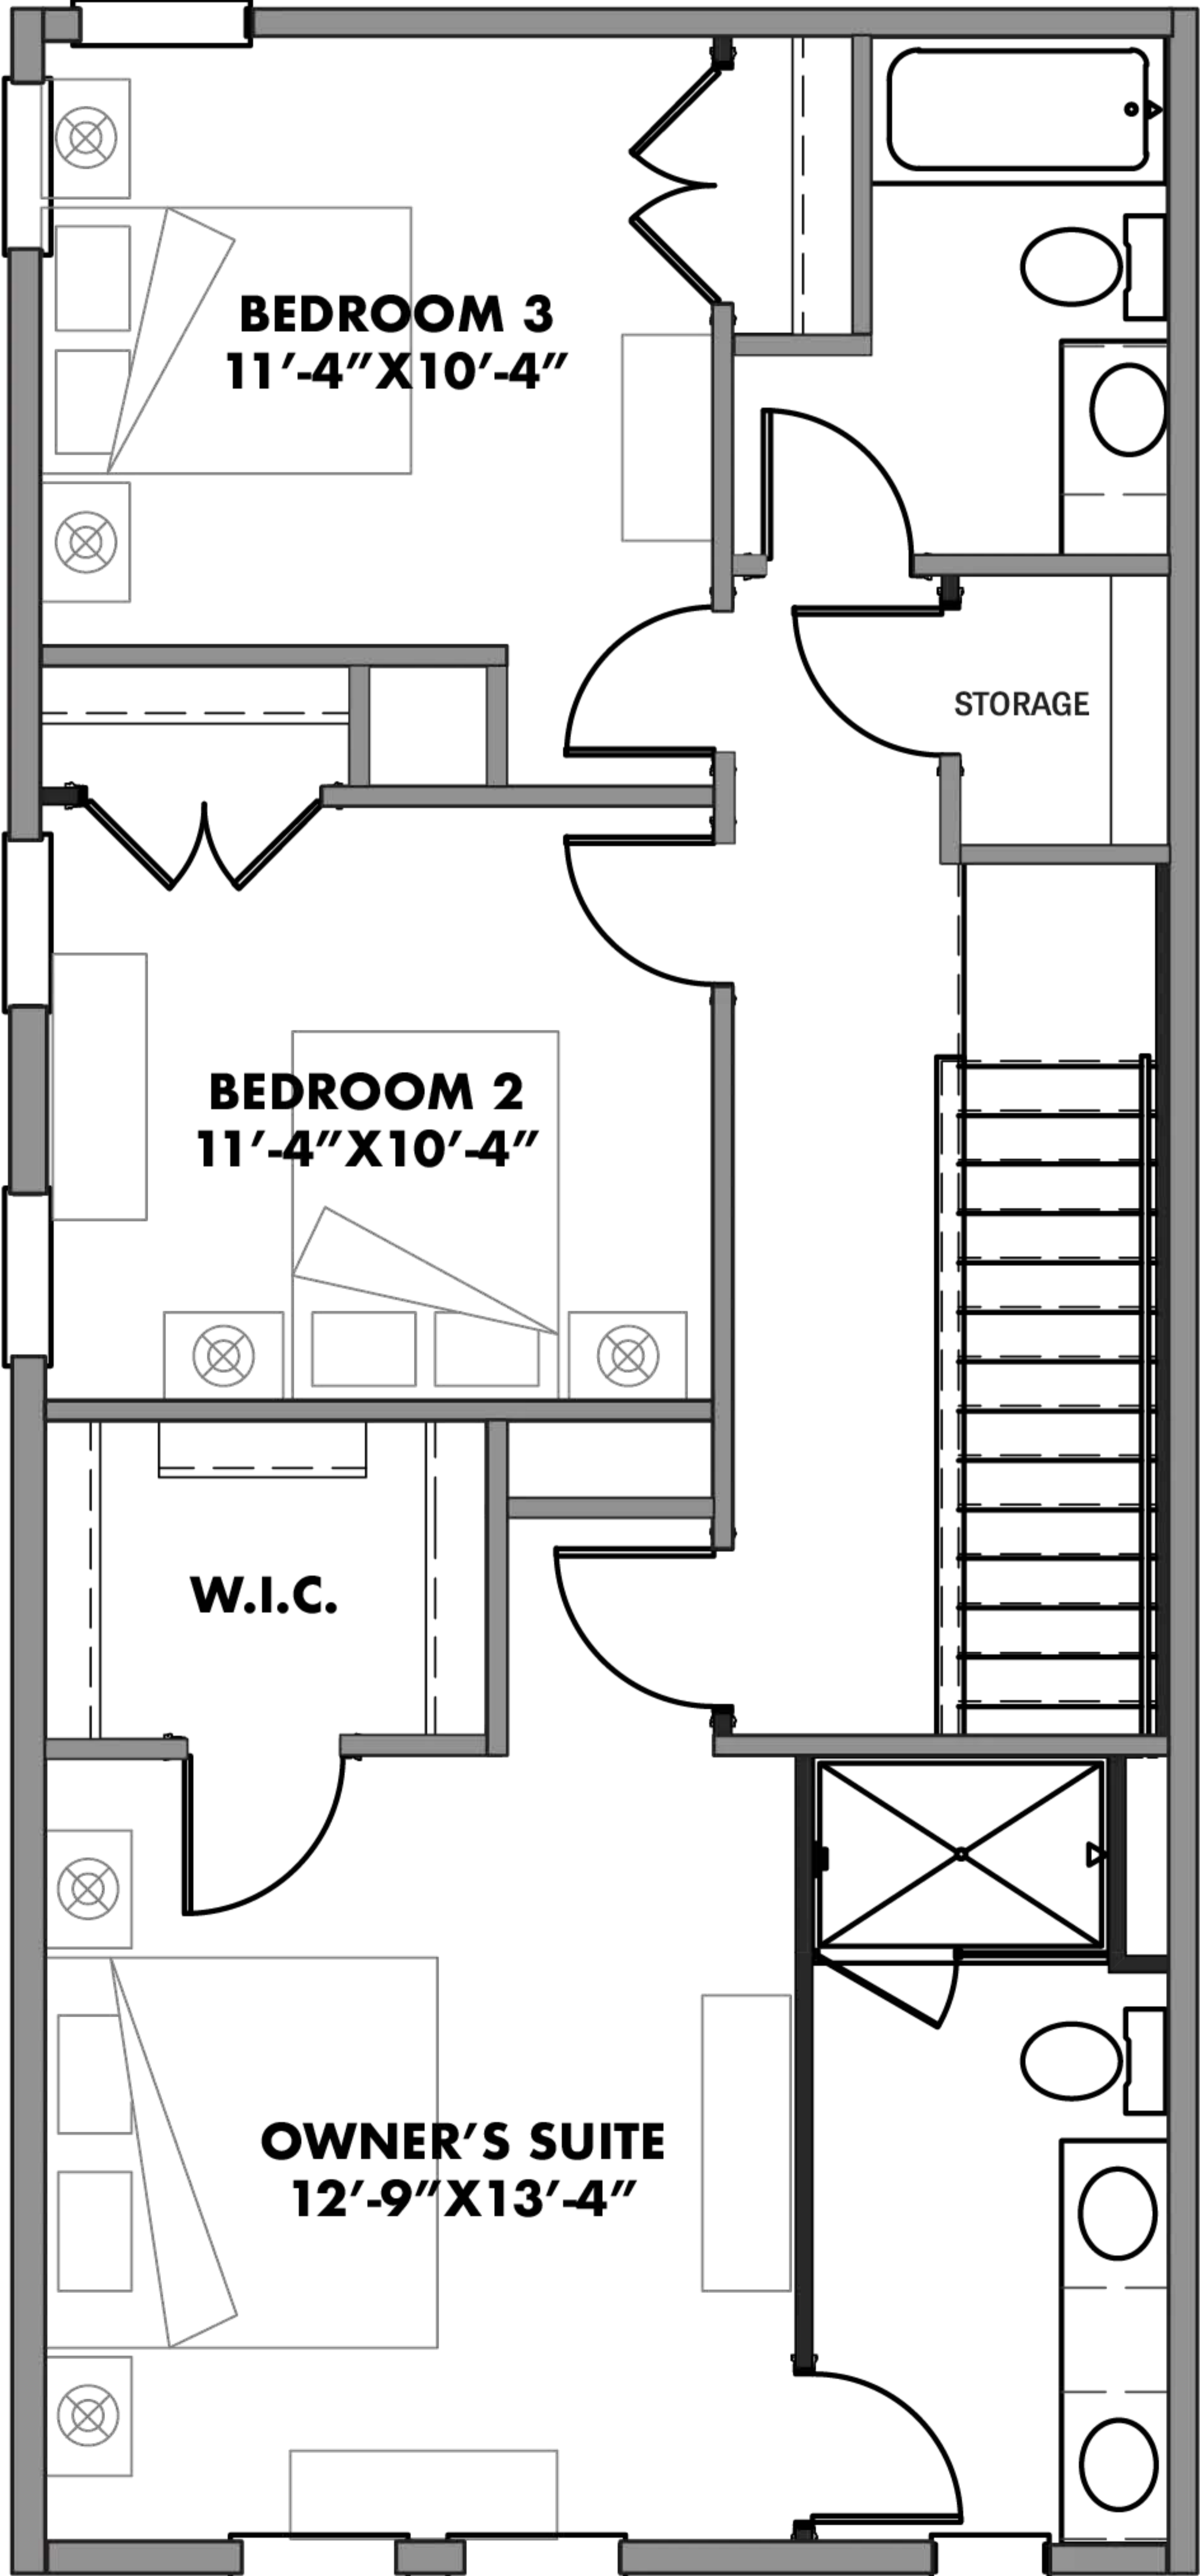 BEDROOM 3
11′-4″X10′-4″
STORAGE
BEDROOM 2
11′-4″X10′-4″
W.I.C.
OWNER’S SUITE
12′-9″X13′-4″